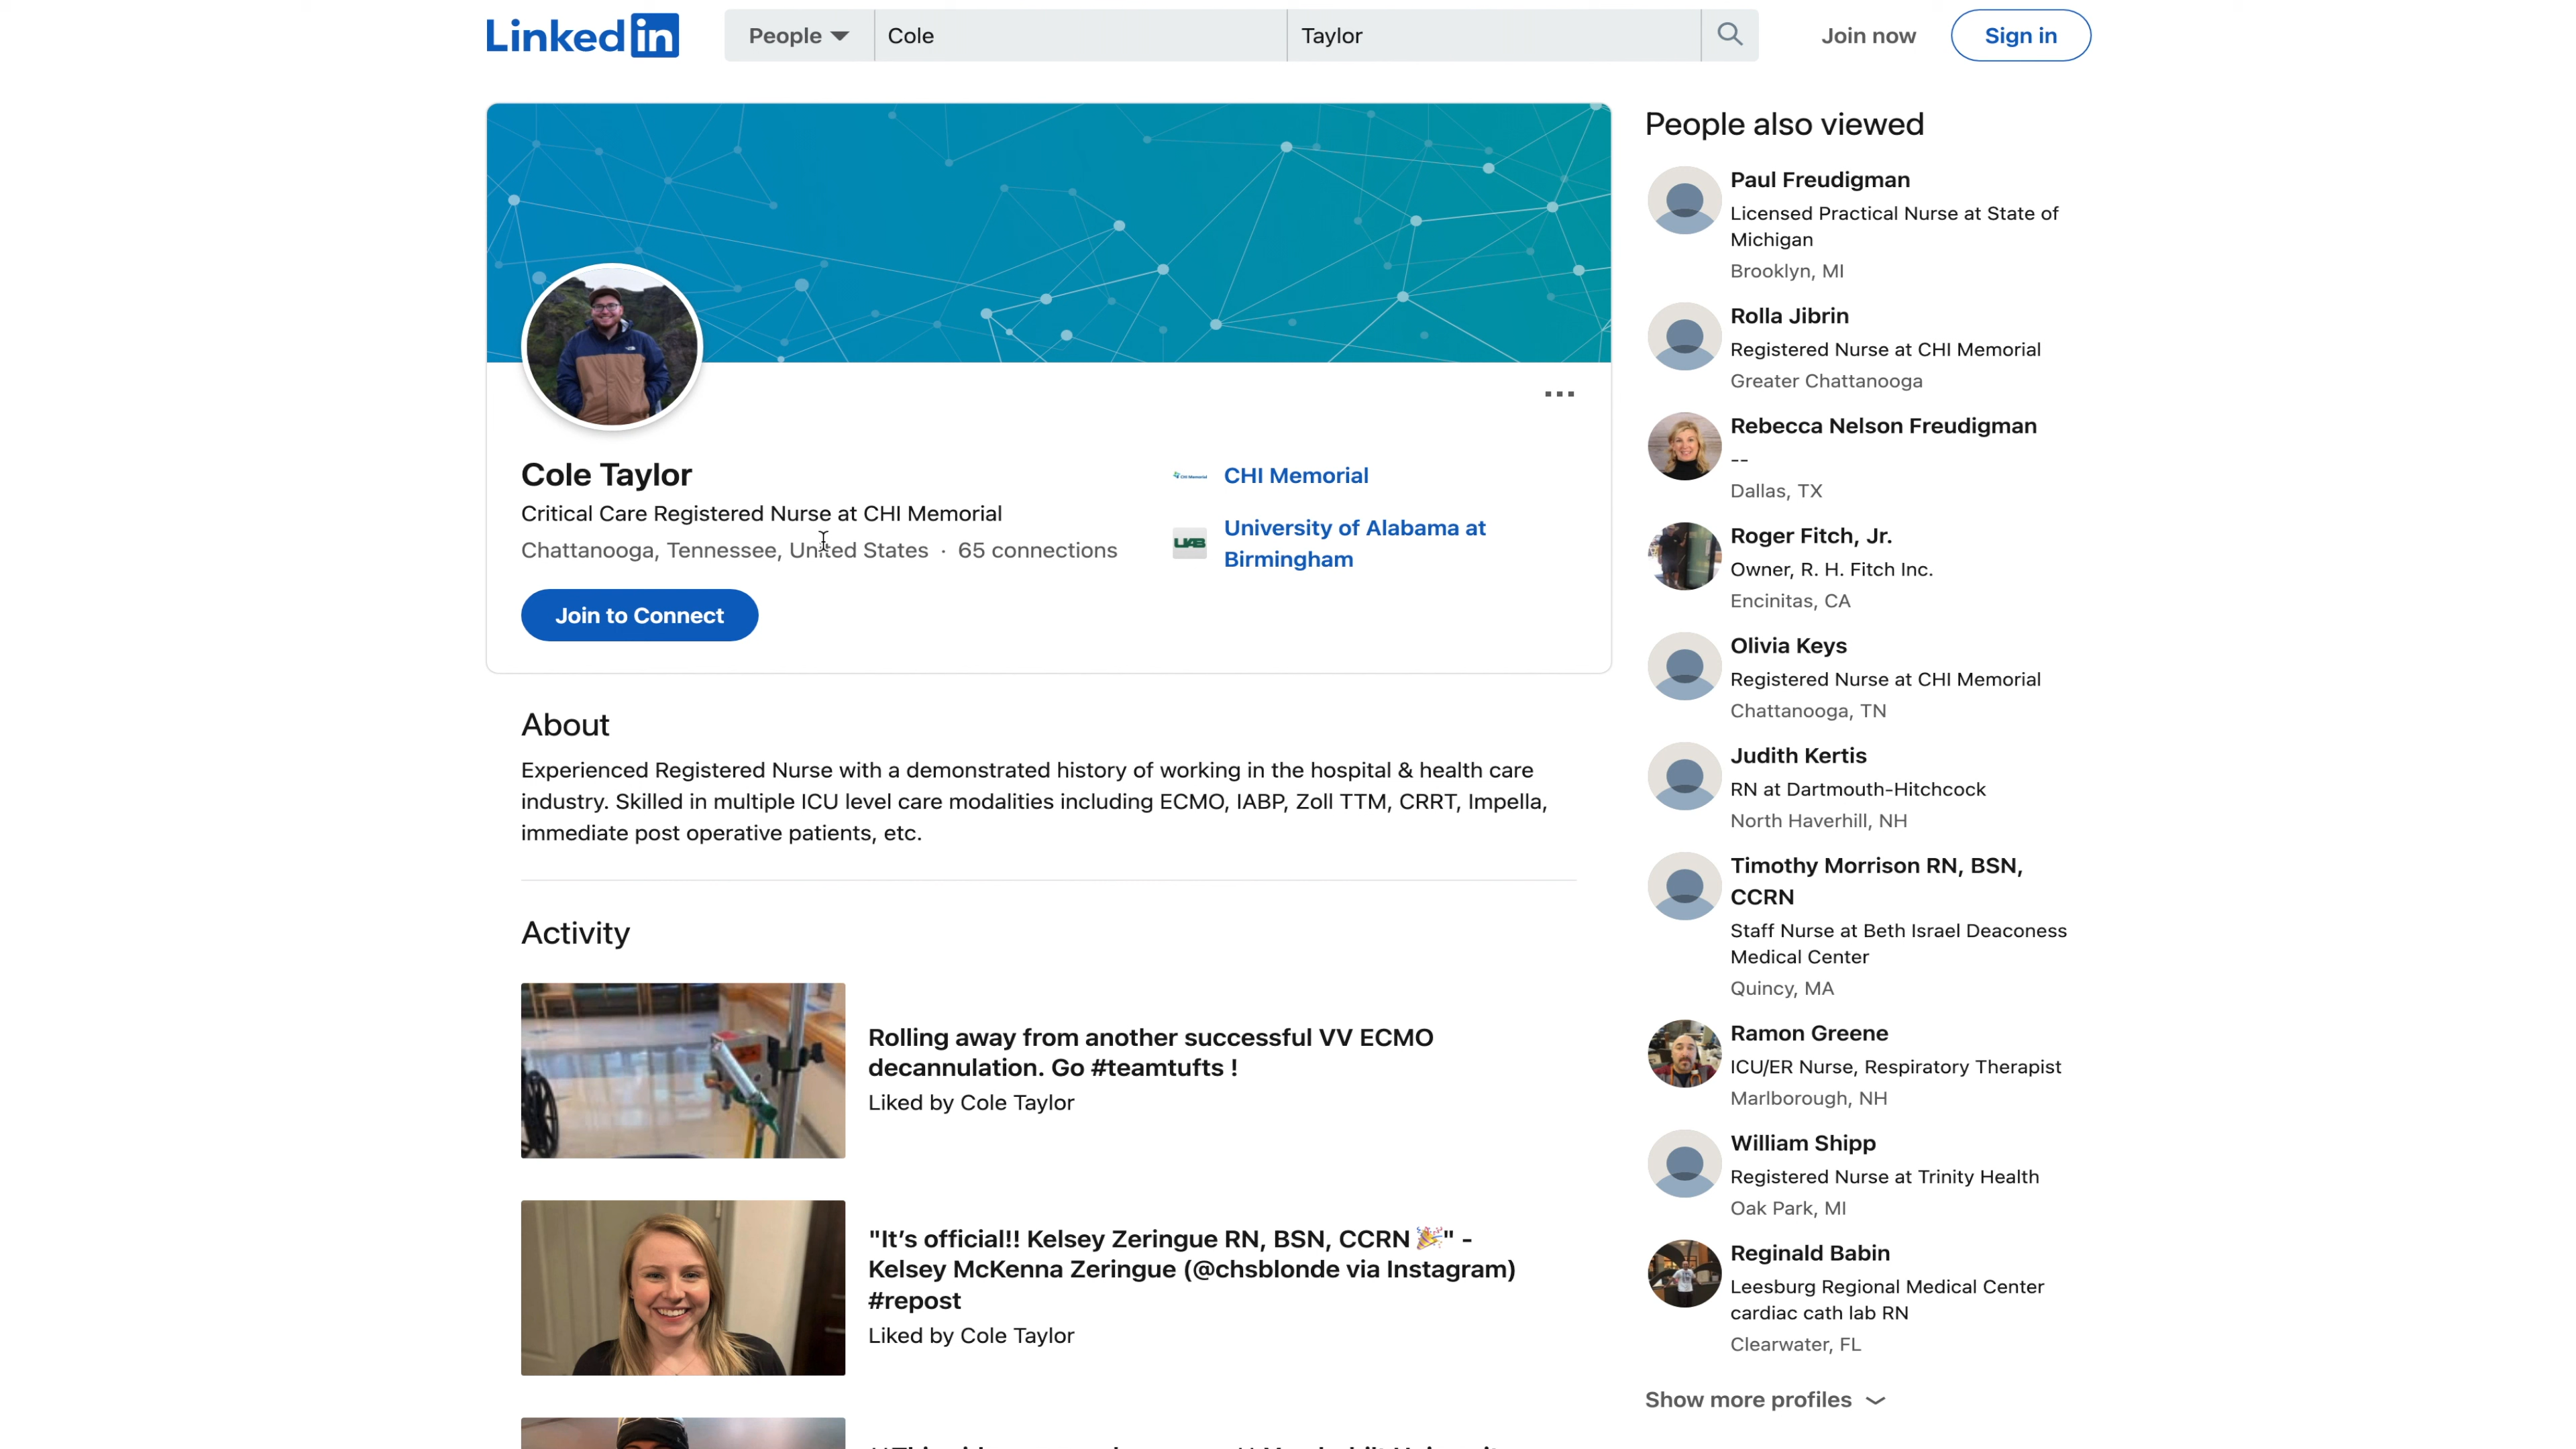 Linked in
People
Cole
Taylor
Join now
Sign in
Cole Taylor
Critical Care Registered Nurse at CHI Memorial
Chattanooga, Tennessee, United States · 65 connections
Join to Connect
CHI Memorial
CHI Memorial
UAB
University of Alabama at
Birmingham
About
Experienced Registered Nurse with a demonstrated history of working in the hospital & health care
industry. Skilled in multiple ICU level care modalities including ECMO, IABP, Zoll TTM, CRRT, Impella,
immediate post operative patients, etc.
Activity
Rolling away from another successful VV ECMO
decannulation. Go #teamtufts !
Liked by Cole Taylor
"It’s official!! Kelsey Zeringue RN, BSN, CCRN 🎉" -
Kelsey McKenna Zeringue (@chsblonde via Instagram)
#repost
Liked by Cole Taylor
People also viewed
Paul Freudigman
Licensed Practical Nurse at State of
Michigan
Brooklyn, MI
Rolla Jibrin
Registered Nurse at CHI Memorial
Greater Chattanooga
Rebecca Nelson Freudigman
--
Dallas, TX
Roger Fitch, Jr.
Owner, R. H. Fitch Inc.
Encinitas, CA
Olivia Keys
Registered Nurse at CHI Memorial
Chattanooga, TN
Judith Kertis
RN at Dartmouth-Hitchcock
North Haverhill, NH
Timothy Morrison RN, BSN,
CCRN
Staff Nurse at Beth Israel Deaconess
Medical Center
Quincy, MA
Ramon Greene
ICU/ER Nurse, Respiratory Therapist
Marlborough, NH
William Shipp
Registered Nurse at Trinity Health
Oak Park, MI
Reginald Babin
Leesburg Regional Medical Center
cardiac cath lab RN
Clearwater, FL
Show more profiles